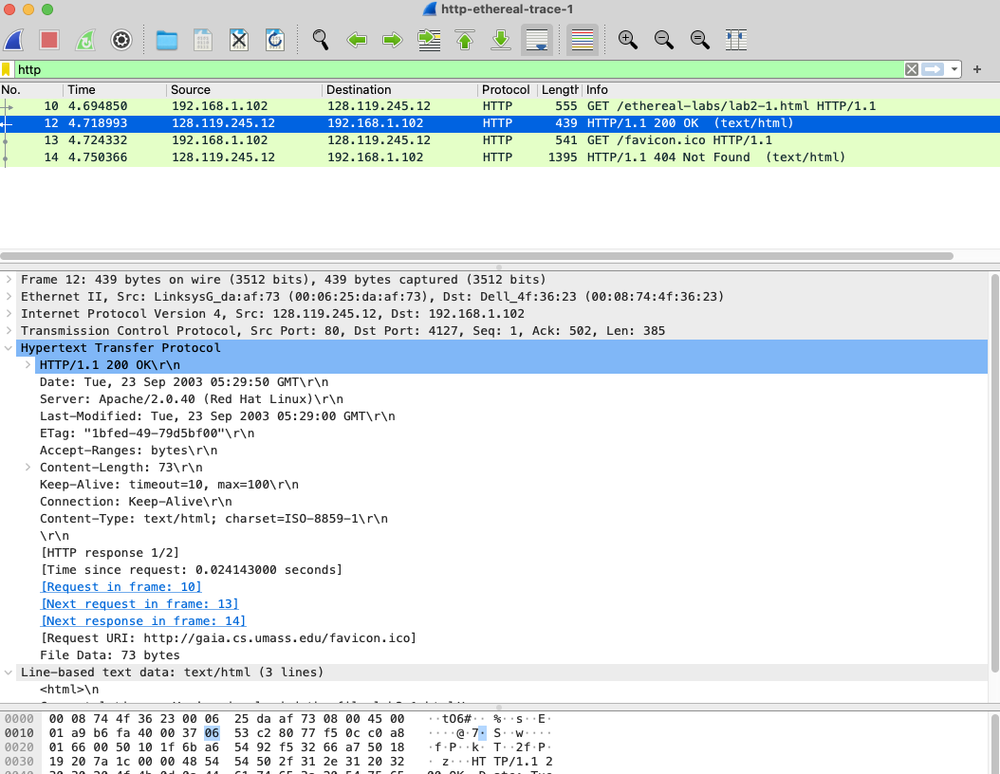 http-ethereal-trace-1
http
No. Time Source Destination Protocol Length Info
10 4.694850 192.168.1.102 128.119.245.12 HTTP 555 GET /ethereal-labs/lab2-1.html HTTP/1.1
12 4.718993 128.119.245.12 192.168.1.102 HTTP 439 HTTP/1.1 200 OK  (text/html)
13 4.724332 192.168.1.102 128.119.245.12 HTTP 541 GET /favicon.ico HTTP/1.1
14 4.750366 128.119.245.12 192.168.1.102 HTTP 1395 HTTP/1.1 404 Not Found  (text/html)
Frame 12: 439 bytes on wire (3512 bits), 439 bytes captured (3512 bits)
Ethernet II, Src: LinksysG_da:af:73 (00:06:25:da:af:73), Dst: Dell_4f:36:23 (00:08:74:4f:36:23)
Internet Protocol Version 4, Src: 128.119.245.12, Dst: 192.168.1.102
Transmission Control Protocol, Src Port: 80, Dst Port: 4127, Seq: 1, Ack: 502, Len: 385
Hypertext Transfer Protocol
HTTP/1.1 200 OK\r\n
Date: Tue, 23 Sep 2003 05:29:50 GMT\r\n
Server: Apache/2.0.40 (Red Hat Linux)\r\n
Last-Modified: Tue, 23 Sep 2003 05:29:00 GMT\r\n
ETag: "1bfed-49-79d5bf00"\r\n
Accept-Ranges: bytes\r\n
Content-Length: 73\r\n
Keep-Alive: timeout=10, max=100\r\n
Connection: Keep-Alive\r\n
Content-Type: text/html; charset=ISO-8859-1\r\n
\r\n
[HTTP response 1/2]
[Time since request: 0.024143000 seconds]
[Request in frame: 10]
[Next request in frame: 13]
[Next response in frame: 14]
[Request URI: http://gaia.cs.umass.edu/favicon.ico]
File Data: 73 bytes
Line-based text data: text/html (3 lines)
<html>\n
0000 00 08 74 4f 36 23 00 06 25 da af 73 08 00 45 00 ··tO6#·· %··s··E·
0010 01 a9 b6 fa 40 00 37 06 53 c2 80 77 f5 0c c0 a8 ····@·7· S··w····
0020 01 66 00 50 10 1f 6b a6 54 92 f5 32 66 a7 50 18 ·f·P··k· T··2f·P·
0030 19 20 7a 1c 00 00 48 54 54 50 2f 31 2e 31 20 32 · z···HT TP/1.1 2